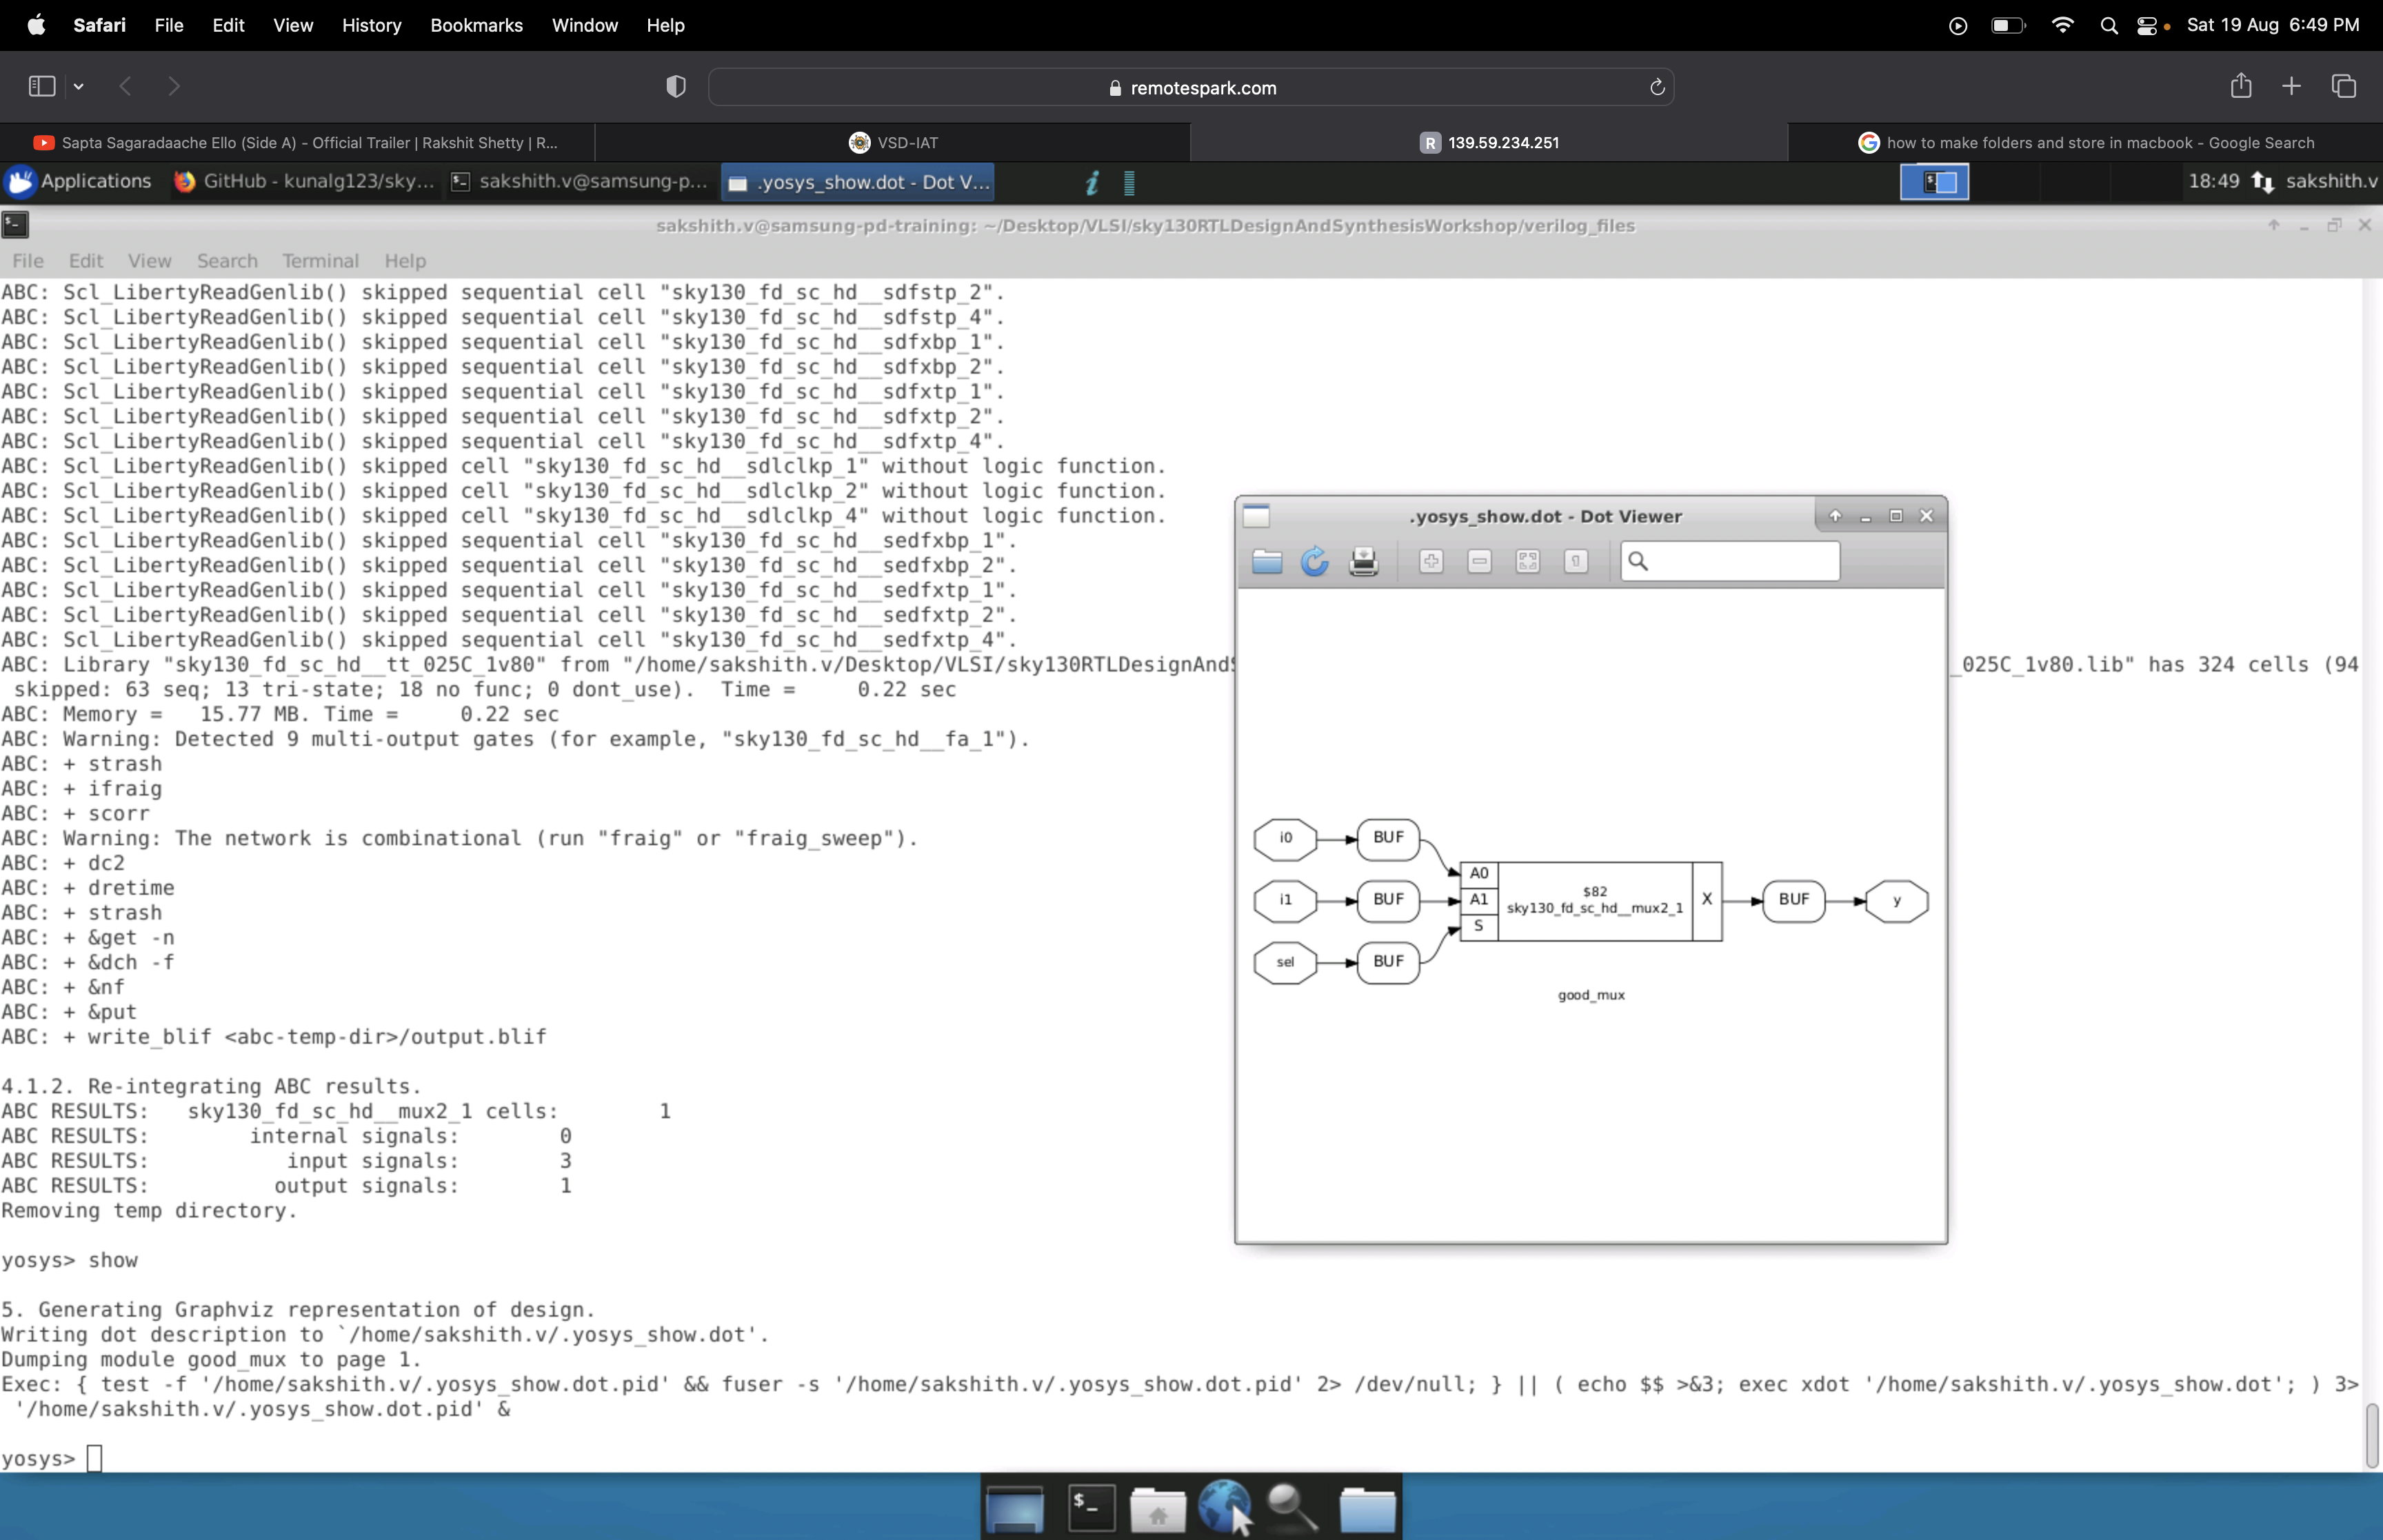 Safari File Edit View History Bookmarks Window Help Sat 19 Aug 6:49 PM
remotespark.com
Sapta Sagaradaache Ello (Side A) - Official Trailer | Rakshit Shetty | R... VSD-IAT R 139.59.234.251 how to make folders and store in macbook - Google Search
Applications GitHub - kunalg123/sky... sakshith.v@samsung-p... .yosys_show.dot - Dot V... 18:49 sakshith.v
sakshith.v@samsung-pd-training: ~/Desktop/VLSI/sky130RTLDesignAndSynthesisWorkshop/verilog_files
File Edit View Search Terminal Help
ABC: Scl_LibertyReadGenlib() skipped sequential cell "sky130_fd_sc_hd__sdfstp_2".
ABC: Scl_LibertyReadGenlib() skipped sequential cell "sky130_fd_sc_hd__sdfstp_4".
ABC: Scl_LibertyReadGenlib() skipped sequential cell "sky130_fd_sc_hd__sdfxbp_1".
ABC: Scl_LibertyReadGenlib() skipped sequential cell "sky130_fd_sc_hd__sdfxbp_2".
ABC: Scl_LibertyReadGenlib() skipped sequential cell "sky130_fd_sc_hd__sdfxtp_1".
ABC: Scl_LibertyReadGenlib() skipped sequential cell "sky130_fd_sc_hd__sdfxtp_2".
ABC: Scl_LibertyReadGenlib() skipped sequential cell "sky130_fd_sc_hd__sdfxtp_4".
ABC: Scl_LibertyReadGenlib() skipped cell "sky130_fd_sc_hd__sdlclkp_1" without logic function.
ABC: Scl_LibertyReadGenlib() skipped cell "sky130_fd_sc_hd__sdlclkp_2" without logic function.
ABC: Scl_LibertyReadGenlib() skipped cell "sky130_fd_sc_hd__sdlclkp_4" without logic function.
ABC: Scl_LibertyReadGenlib() skipped sequential cell "sky130_fd_sc_hd__sedfxbp_1".
ABC: Scl_LibertyReadGenlib() skipped sequential cell "sky130_fd_sc_hd__sedfxbp_2".
ABC: Scl_LibertyReadGenlib() skipped sequential cell "sky130_fd_sc_hd__sedfxtp_1".
ABC: Scl_LibertyReadGenlib() skipped sequential cell "sky130_fd_sc_hd__sedfxtp_2".
ABC: Scl_LibertyReadGenlib() skipped sequential cell "sky130_fd_sc_hd__sedfxtp_4".
ABC: Library "sky130_fd_sc_hd__tt_025C_1v80" from "/home/sakshith.v/Desktop/VLSI/sky130RTLDesignAnd _025C_1v80.lib" has 324 cells (94
skipped: 63 seq; 13 tri-state; 18 no func; 0 dont_use). Time = 0.22 sec
ABC: Memory = 15.77 MB. Time = 0.22 sec
ABC: Warning: Detected 9 multi-output gates (for example, "sky130_fd_sc_hd__fa_1").
ABC: + strash
ABC: + ifraig
ABC: + scorr
ABC: Warning: The network is combinational (run "fraig" or "fraig_sweep").
ABC: + dc2
ABC: + dretime
ABC: + strash
ABC: + &get -n
ABC: + &dch -f
ABC: + &nf
ABC: + &put
ABC: + write_blif <abc-temp-dir>/output.blif
4.1.2. Re-integrating ABC results.
ABC RESULTS: sky130_fd_sc_hd__mux2_1 cells: 1
ABC RESULTS: internal signals: 0
ABC RESULTS: input signals: 3
ABC RESULTS: output signals: 1
Removing temp directory.
yosys> show
5. Generating Graphviz representation of design.
Writing dot description to `/home/sakshith.v/.yosys_show.dot'.
Dumping module good_mux to page 1.
Exec: { test -f '/home/sakshith.v/.yosys_show.dot.pid' && fuser -s '/home/sakshith.v/.yosys_show.dot.pid' 2> /dev/null; } || ( echo $$ >&3; exec xdot '/home/sakshith.v/.yosys_show.dot'; ) 3>
'/home/sakshith.v/.yosys_show.dot.pid' &
yosys>
.yosys_show.dot - Dot Viewer
i0 BUF A0
i1 BUF A1 $82 X BUF y
sky130_fd_sc_hd__mux2_1
sel BUF S
good_mux